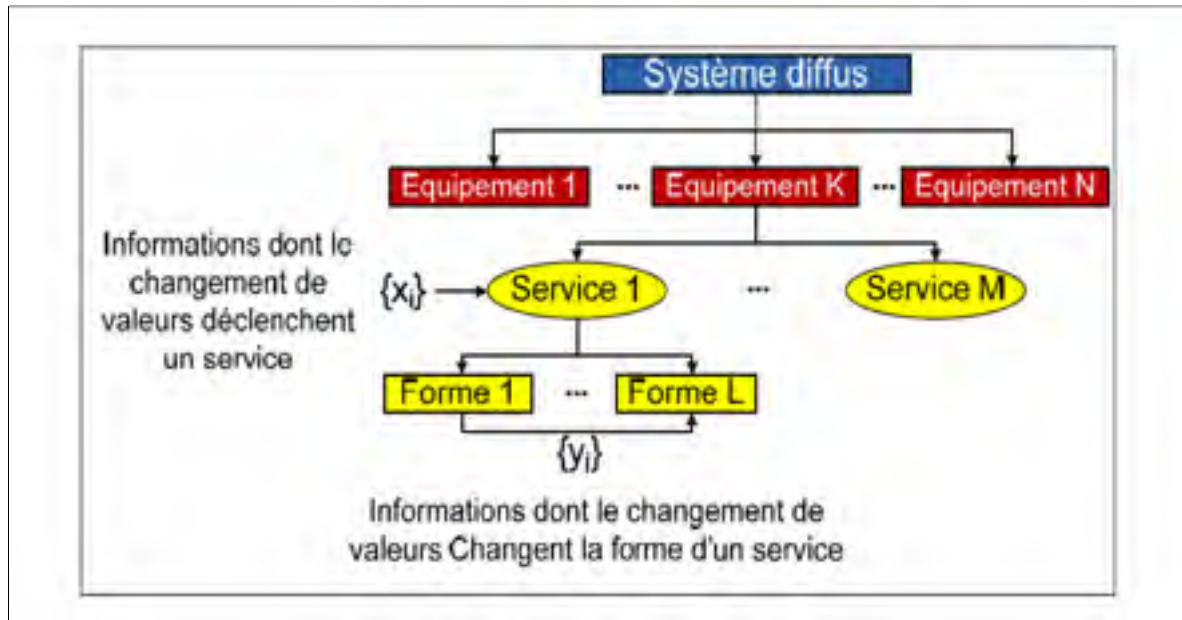 Système diffus
Equipement 1 ... Equipement K ... Equipement N
Informations dont le
changement de
valeurs déclenchent
un service
{xi} Service 1 ... Service M
Forme 1 ... Forme L
{yi}
Informations dont le changement de
valeurs Changent la forme d'un service